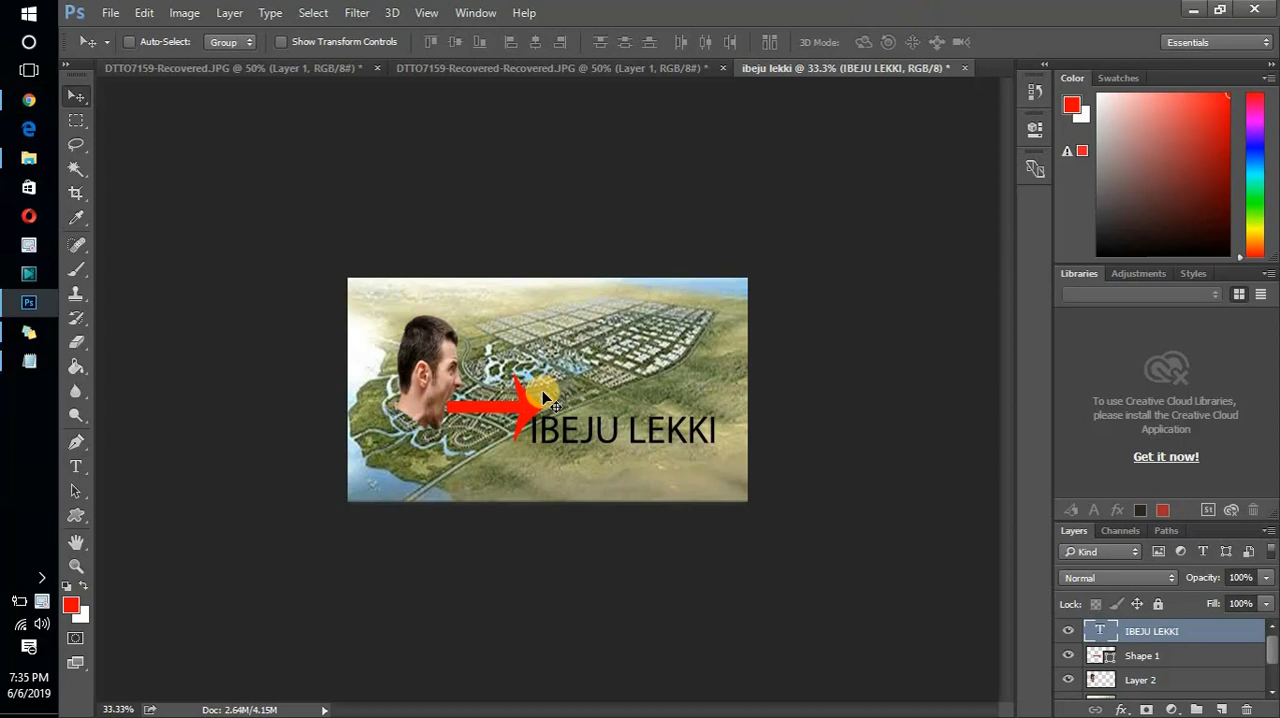 Ps File Edit Image Layer Type Select Filter 3D View Window Help
Auto-Select: Group Show Transform Controls 3D Mode: Essentials
DTTO7159-Recovered.JPG @ 50% (Layer 1, RGB/8#) * × DTTO7159-Recovered-Recovered.JPG @ 50% (Layer 1, RGB/8#) * × ibeju lekki @ 33.3% (IBEJU LEKKI, RGB/8) * ×
Color Swatches
Libraries Adjustments Styles
To use Creative Cloud Libraries,
please install the Creative Cloud
Application
Get it now!
IBEJU LEKKI
Layers Channels Paths
Kind
Normal Opacity: 100%
Lock: Fill: 100%
T IBEJU LEKKI
Shape 1
Layer 2
7:35 PM
6/6/2019
33.33% Doc: 2.64M/4.15M